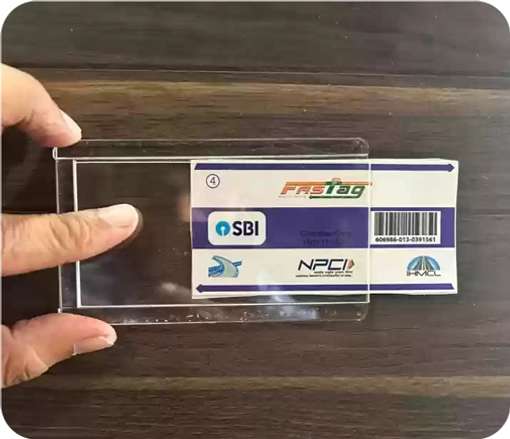 ④
FASTag
SBI
606986-013-0391561
NPCI
IHMCL